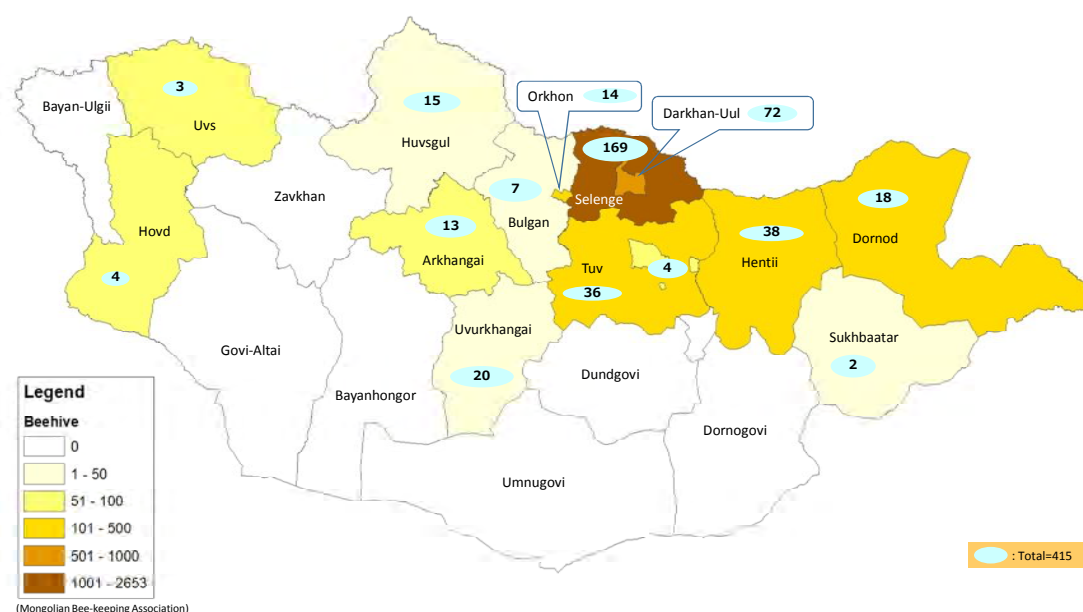 Bayan-Ulgii
3
Uvs
15
Huvsgul
Orkhon 14
Darkhan-Uul 72
169
Selenge
Zavkhan
7
Bulgan
Hovd
4
13
Arkhangai
Tuv
36
4
38
Hentii
18
Dornod
Uvurkhangai
20
Govi-Altai
Bayanhongor
Dundgovi
Sukhbaatar
2
Dornogovi
Umnugovi
Legend
Beehive
0
1 - 50
51 - 100
101 - 500
501 - 1000
1001 - 2653
(Mongolian Bee-keeping Association)
: Total=415